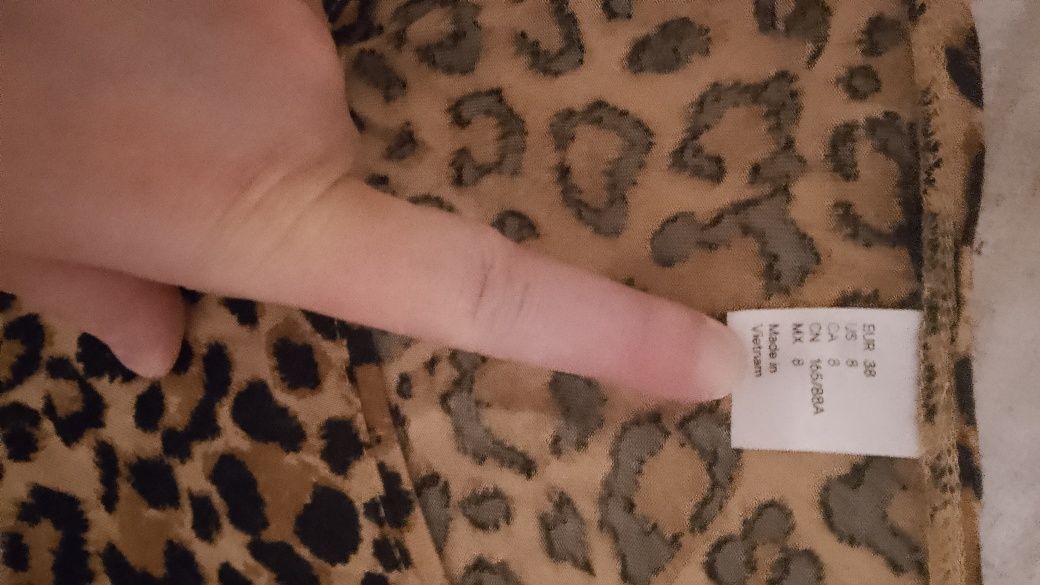 EUR 38
US 8
CA 8
CN 165/88A
MX 8
Made in
Vietnam